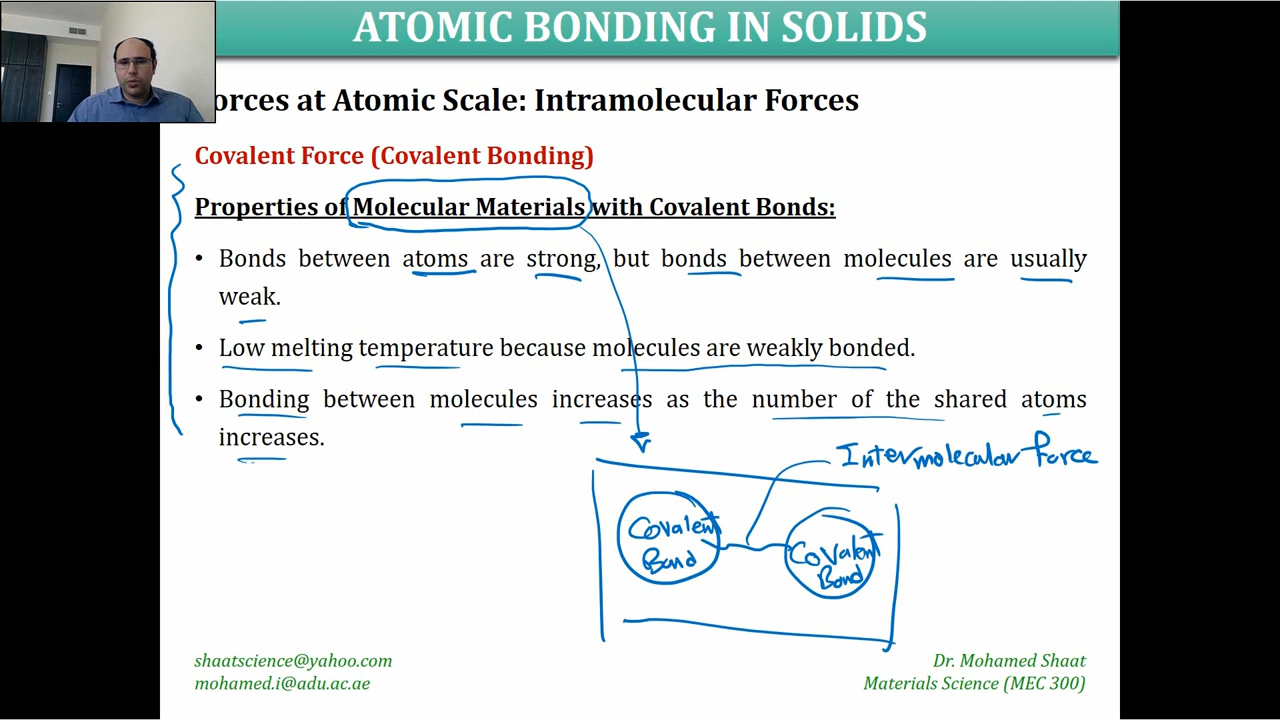 ATOMIC BONDING IN SOLIDS
orces at Atomic Scale: Intramolecular Forces
Covalent Force (Covalent Bonding)
Properties of Molecular Materials with Covalent Bonds:
• Bonds between atoms are strong, but bonds between molecules are usually
weak.
• Low melting temperature because molecules are weakly bonded.
• Bonding between molecules increases as the number of the shared atoms
increases.
Intermolecular Force
Covalent
Bond
Covalent
Bond
shaatscience@yahoo.com
mohamed.i@adu.ac.ae
Dr. Mohamed Shaat
Materials Science (MEC 300)